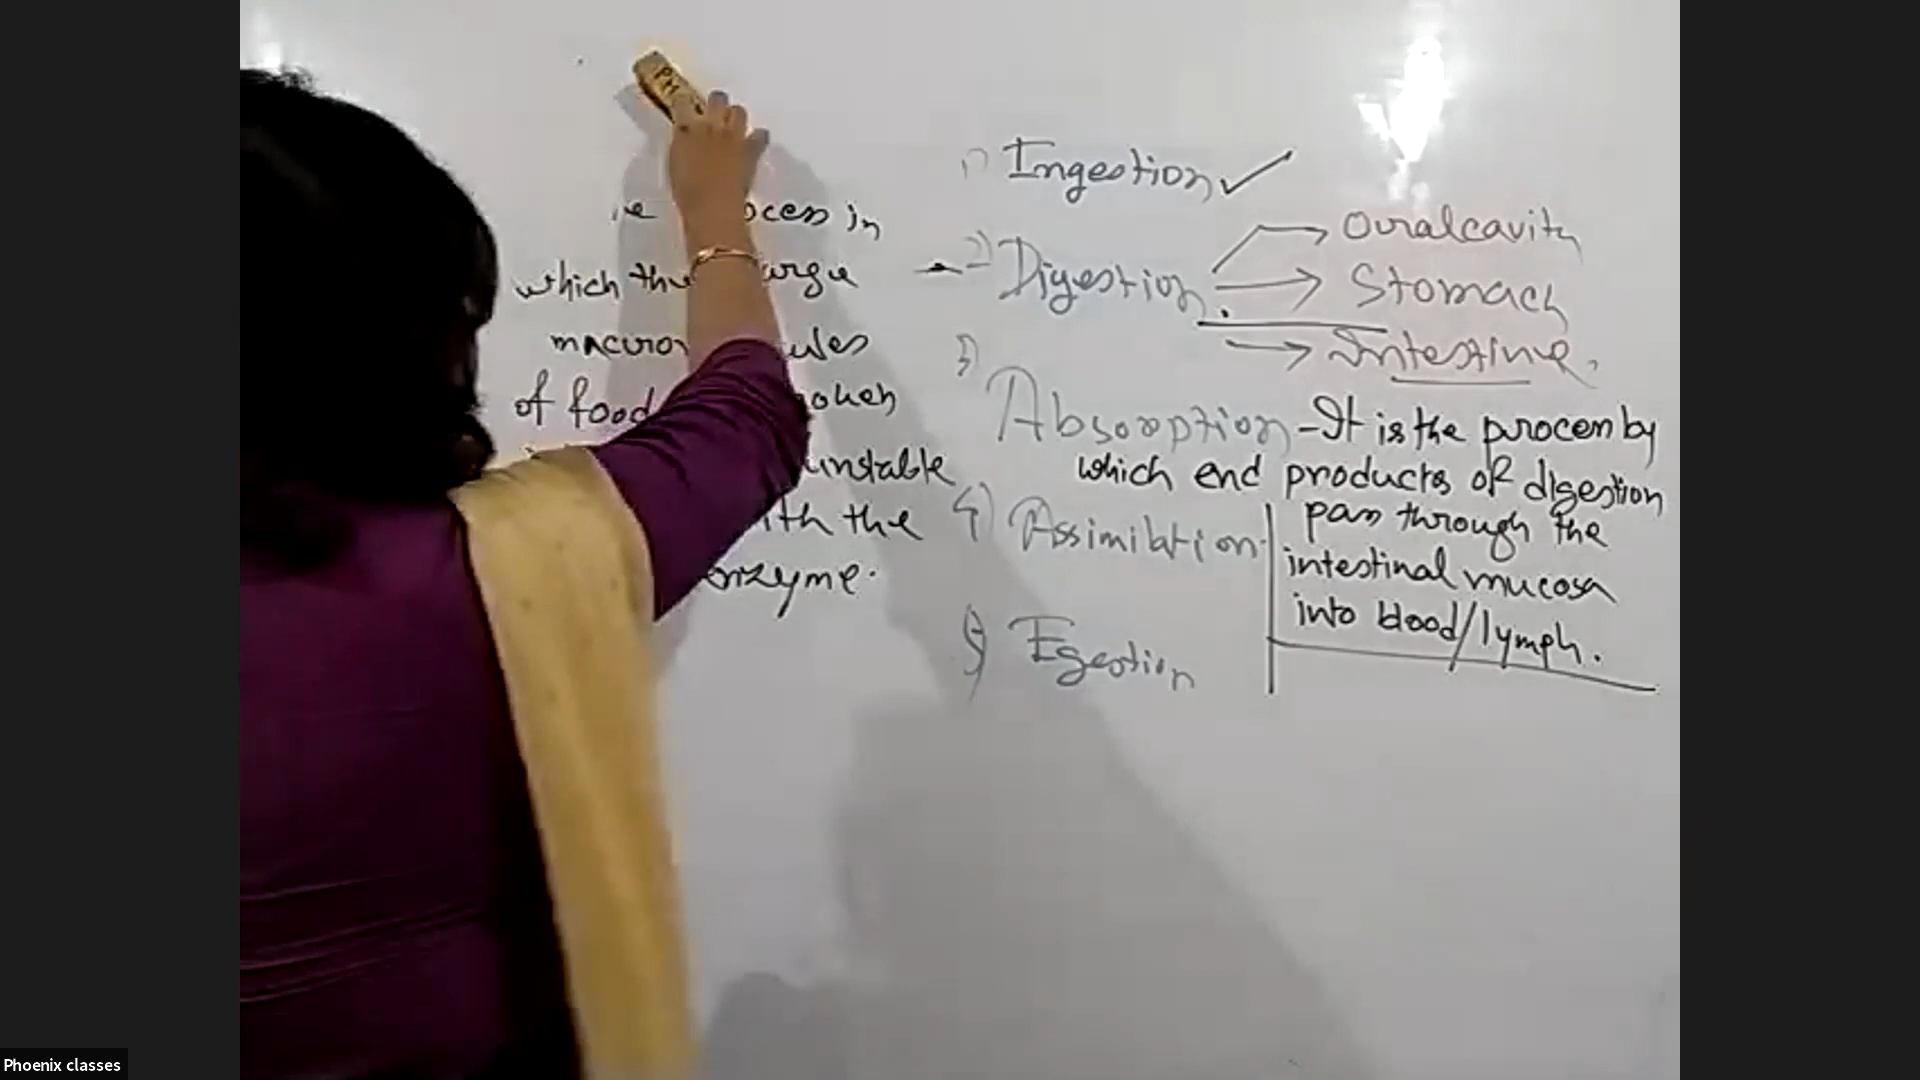 process in
which the large
of food
unstable
with the
enzyme.
1) Ingestion ✓
2) Digestion.
→ Ouralcavity
→ Stomach
→ Intestine.
3) Absorption - It is the process by
which end products of digestion
pass through the
intestinal mucosa
into blood/lymph.
4) Assimilation
5) Egestion
Phoenix classes